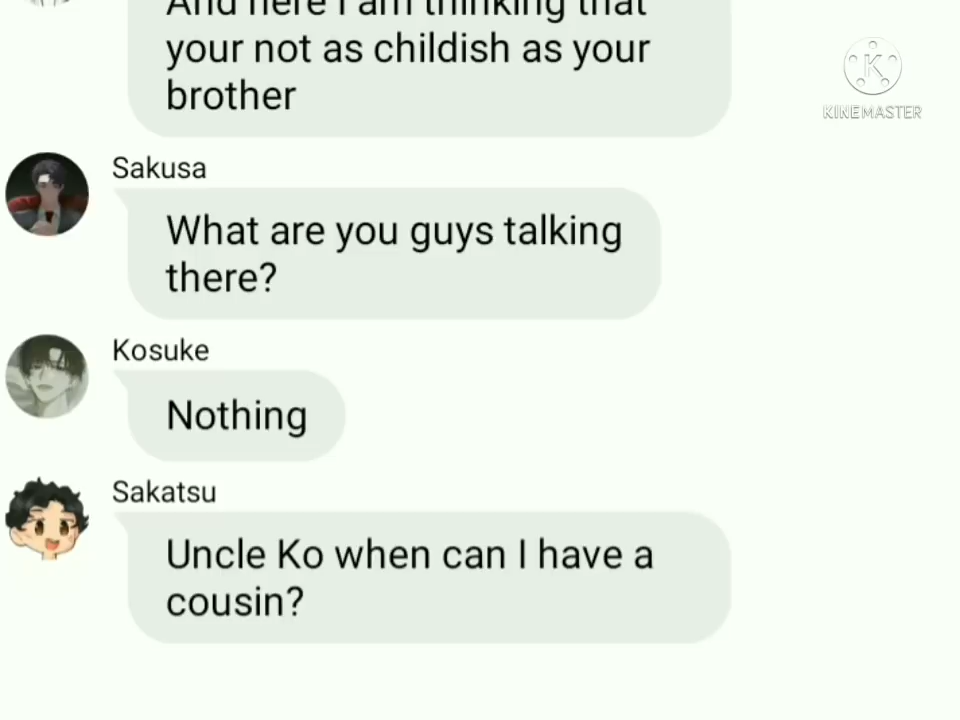 And here I am thinking that
your not as childish as your
brother
K
KINEMASTER
Sakusa
What are you guys talking
there?
Kosuke
Nothing
Sakatsu
Uncle Ko when can I have a
cousin?